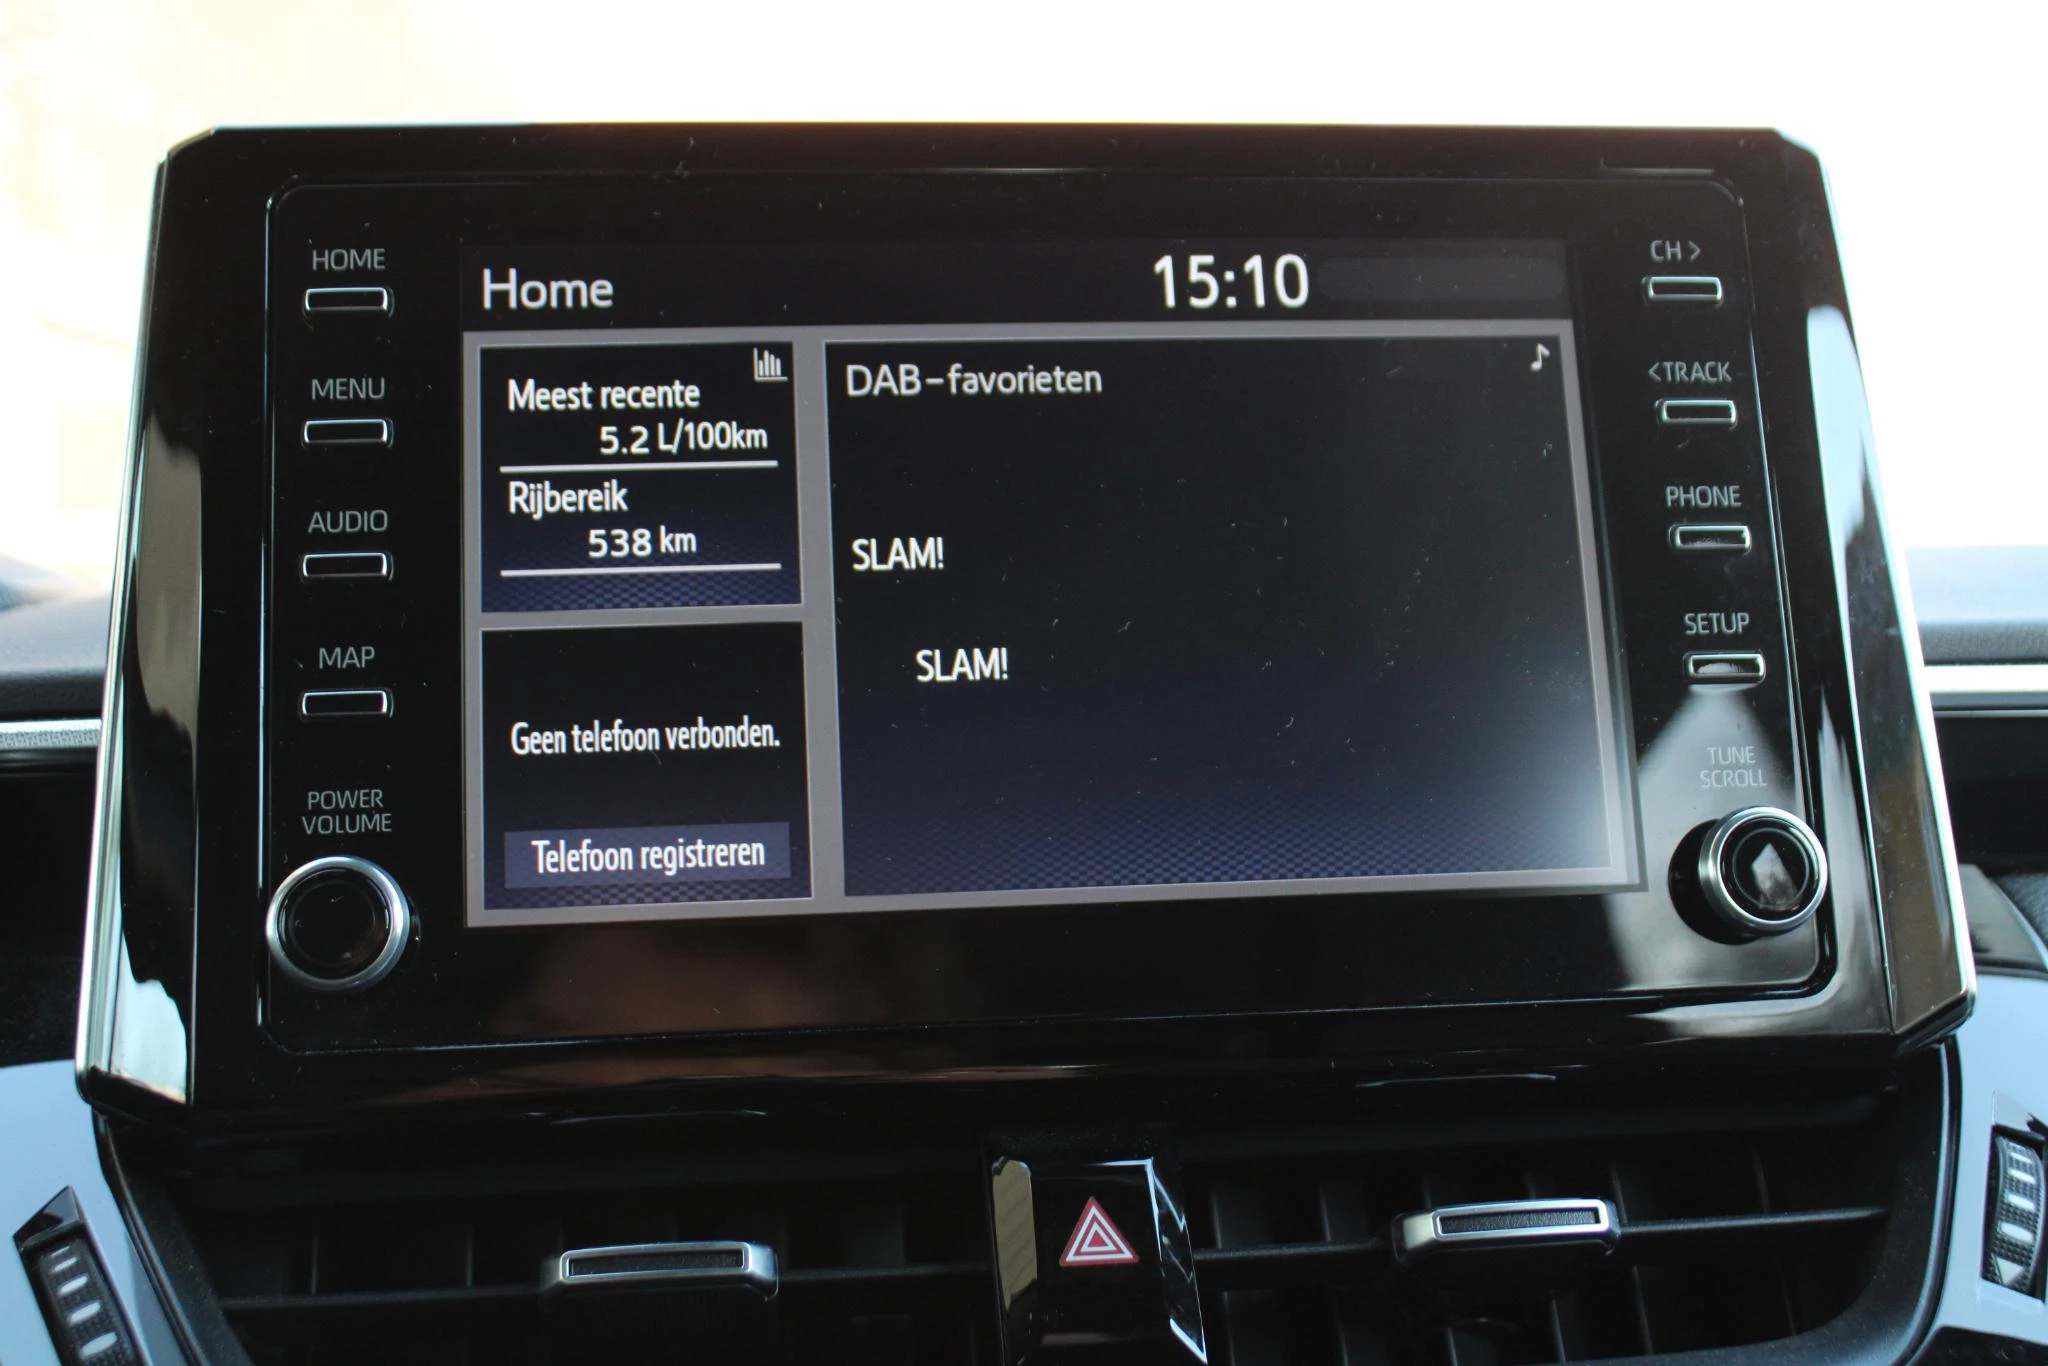 HOME
MENU
AUDIO
MAP
POWER
VOLUME
Home
15:10
Meest recente
5.2 L/100km
Rijbereik
538 km
Geen telefoon verbonden.
Telefoon registreren
DAB-favorieten
SLAM!
SLAM!
CH >
<TRACK
PHONE
SETUP
TUNE
SCROLL